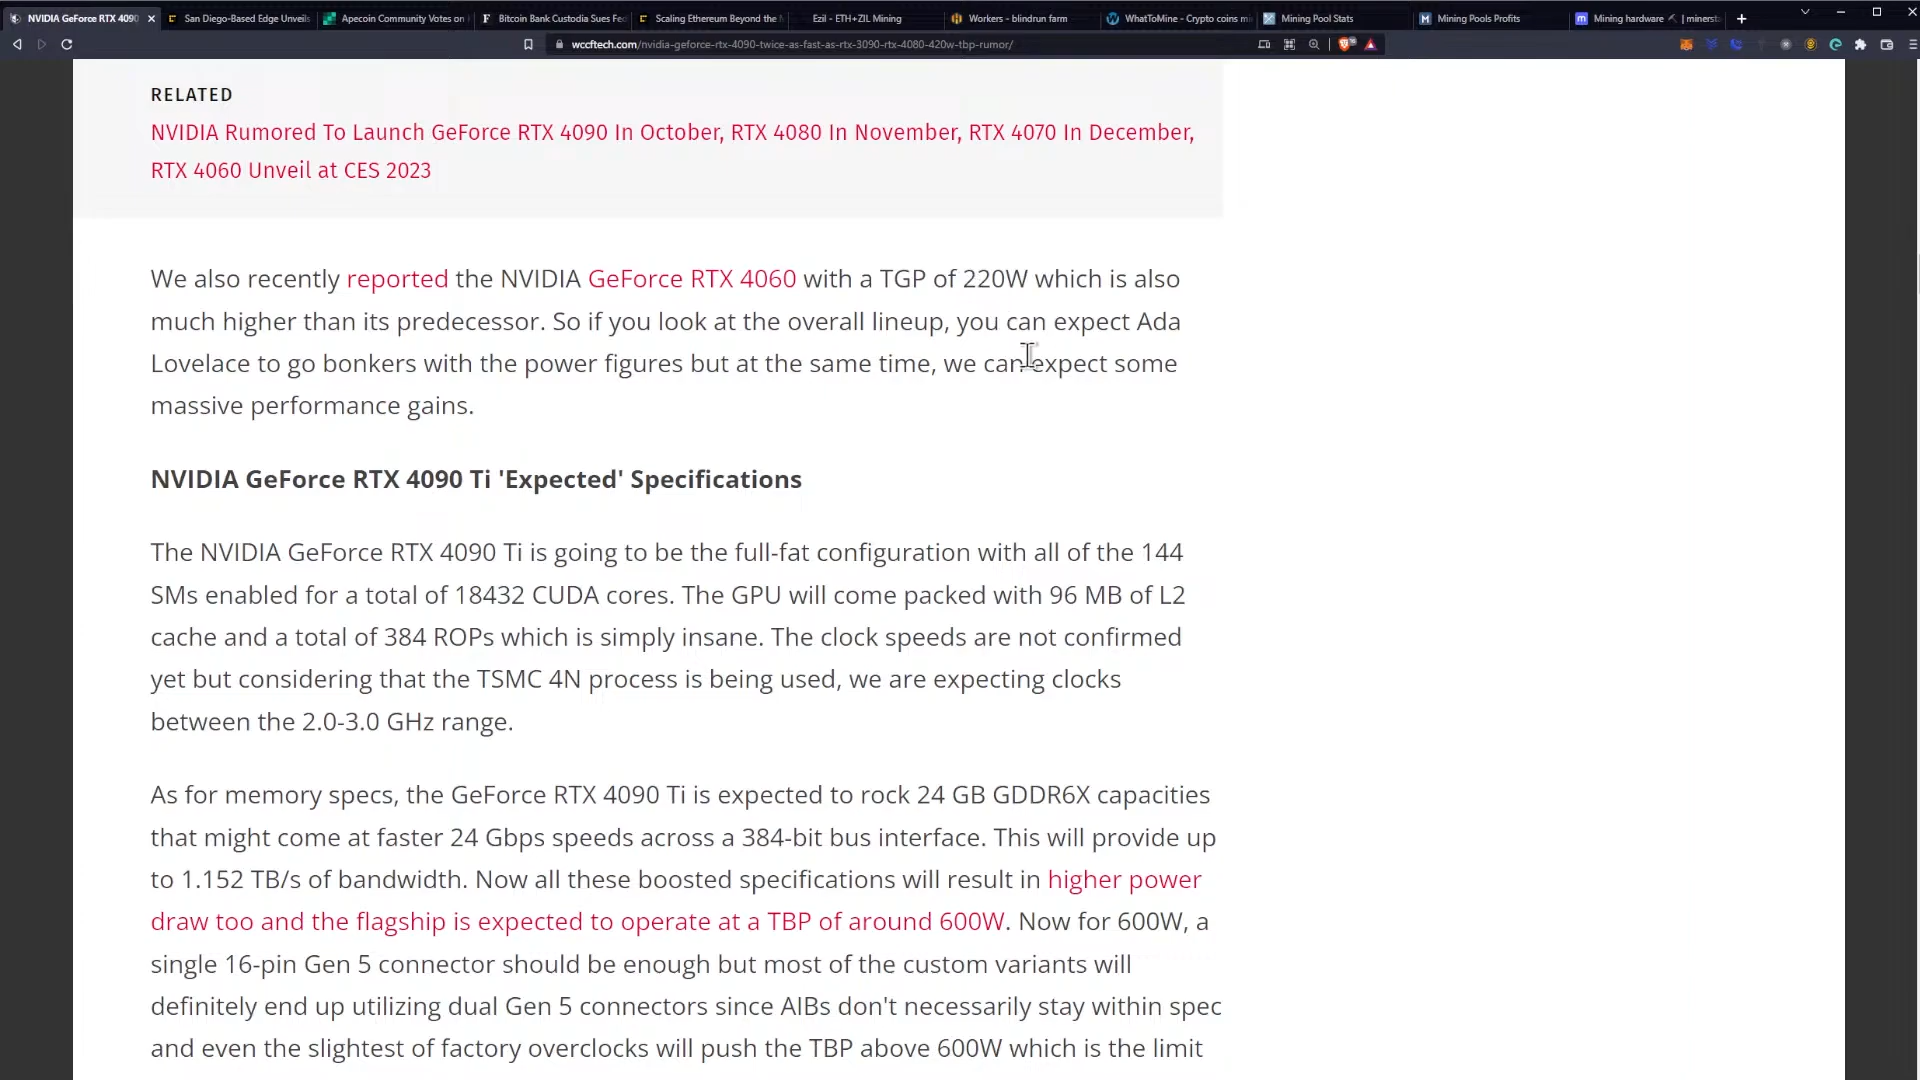 NVIDIA GeForce RTX 4090
San Diego-Based Edge Unveils
Apecoin Community Votes on
Bitcoin Bank Custodia Sues Fed
Scaling Ethereum Beyond the
Ezil - ETH+ZIL Mining
Workers - blindrun farm
WhatToMine - Crypto coins mi
Mining Pool Stats
Mining Pools Profits
Mining hardware ⛏ | minerst
wccftech.com/nvidia-geforce-rtx-4090-twice-as-fast-as-rtx-3090-rtx-4080-420w-tbp-rumor/
RELATED
NVIDIA Rumored To Launch GeForce RTX 4090 In October, RTX 4080 In November, RTX 4070 In December,
RTX 4060 Unveil at CES 2023
We also recently reported the NVIDIA GeForce RTX 4060 with a TGP of 220W which is also
much higher than its predecessor. So if you look at the overall lineup, you can expect Ada
Lovelace to go bonkers with the power figures but at the same time, we can expect some
massive performance gains.
NVIDIA GeForce RTX 4090 Ti 'Expected' Specifications
The NVIDIA GeForce RTX 4090 Ti is going to be the full-fat configuration with all of the 144
SMs enabled for a total of 18432 CUDA cores. The GPU will come packed with 96 MB of L2
cache and a total of 384 ROPs which is simply insane. The clock speeds are not confirmed
yet but considering that the TSMC 4N process is being used, we are expecting clocks
between the 2.0-3.0 GHz range.
As for memory specs, the GeForce RTX 4090 Ti is expected to rock 24 GB GDDR6X capacities
that might come at faster 24 Gbps speeds across a 384-bit bus interface. This will provide up
to 1.152 TB/s of bandwidth. Now all these boosted specifications will result in higher power
draw too and the flagship is expected to operate at a TBP of around 600W. Now for 600W, a
single 16-pin Gen 5 connector should be enough but most of the custom variants will
definitely end up utilizing dual Gen 5 connectors since AIBs don't necessarily stay within spec
and even the slightest of factory overclocks will push the TBP above 600W which is the limit